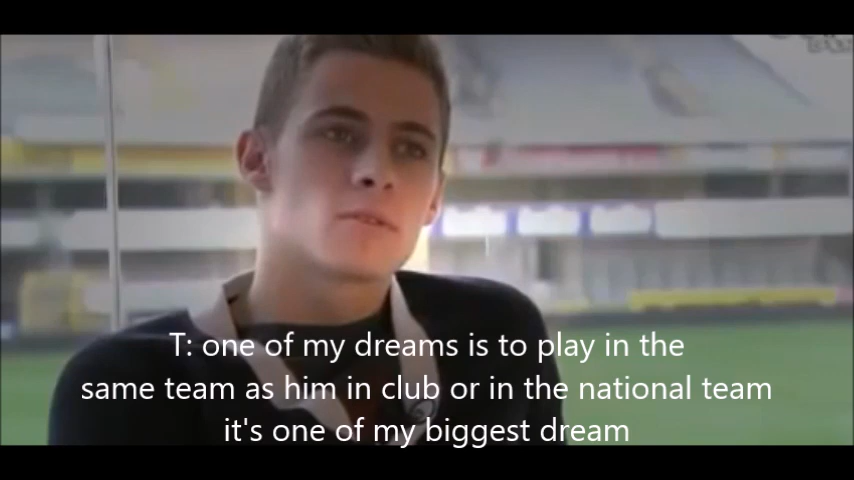 T: one of my dreams is to play in the
same team as him in club or in the national team
it's one of my biggest dream